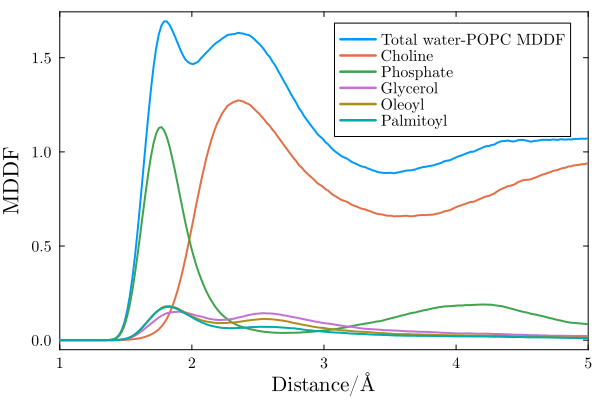 MDDF
1.5
1.0
0.5
0.0
Total water-POPC MDDF
Choline
Phosphate
Glycerol
Oleoyl
Palmitoyl
1 2 3 4 5
Distance/Å